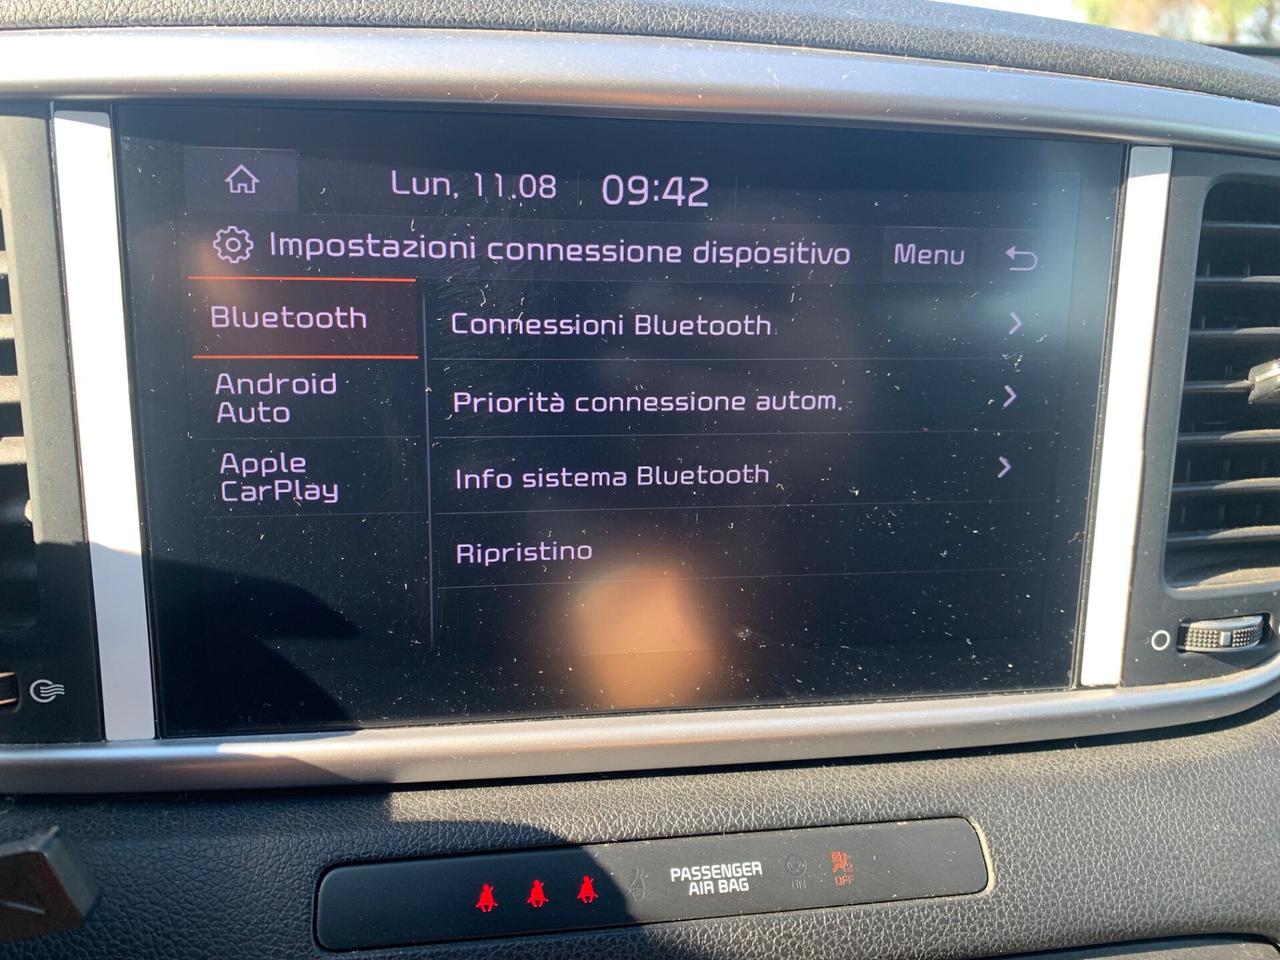 Lun, 11.08 09:42
Impostazioni connessione dispositivo Menu
Bluetooth
Android
Auto
Apple
CarPlay
Connessioni Bluetooth
Priorità connessione autom.
Info sistema Bluetooth
Ripristino
PASSENGER
AIR BAG
ON
2
OFF